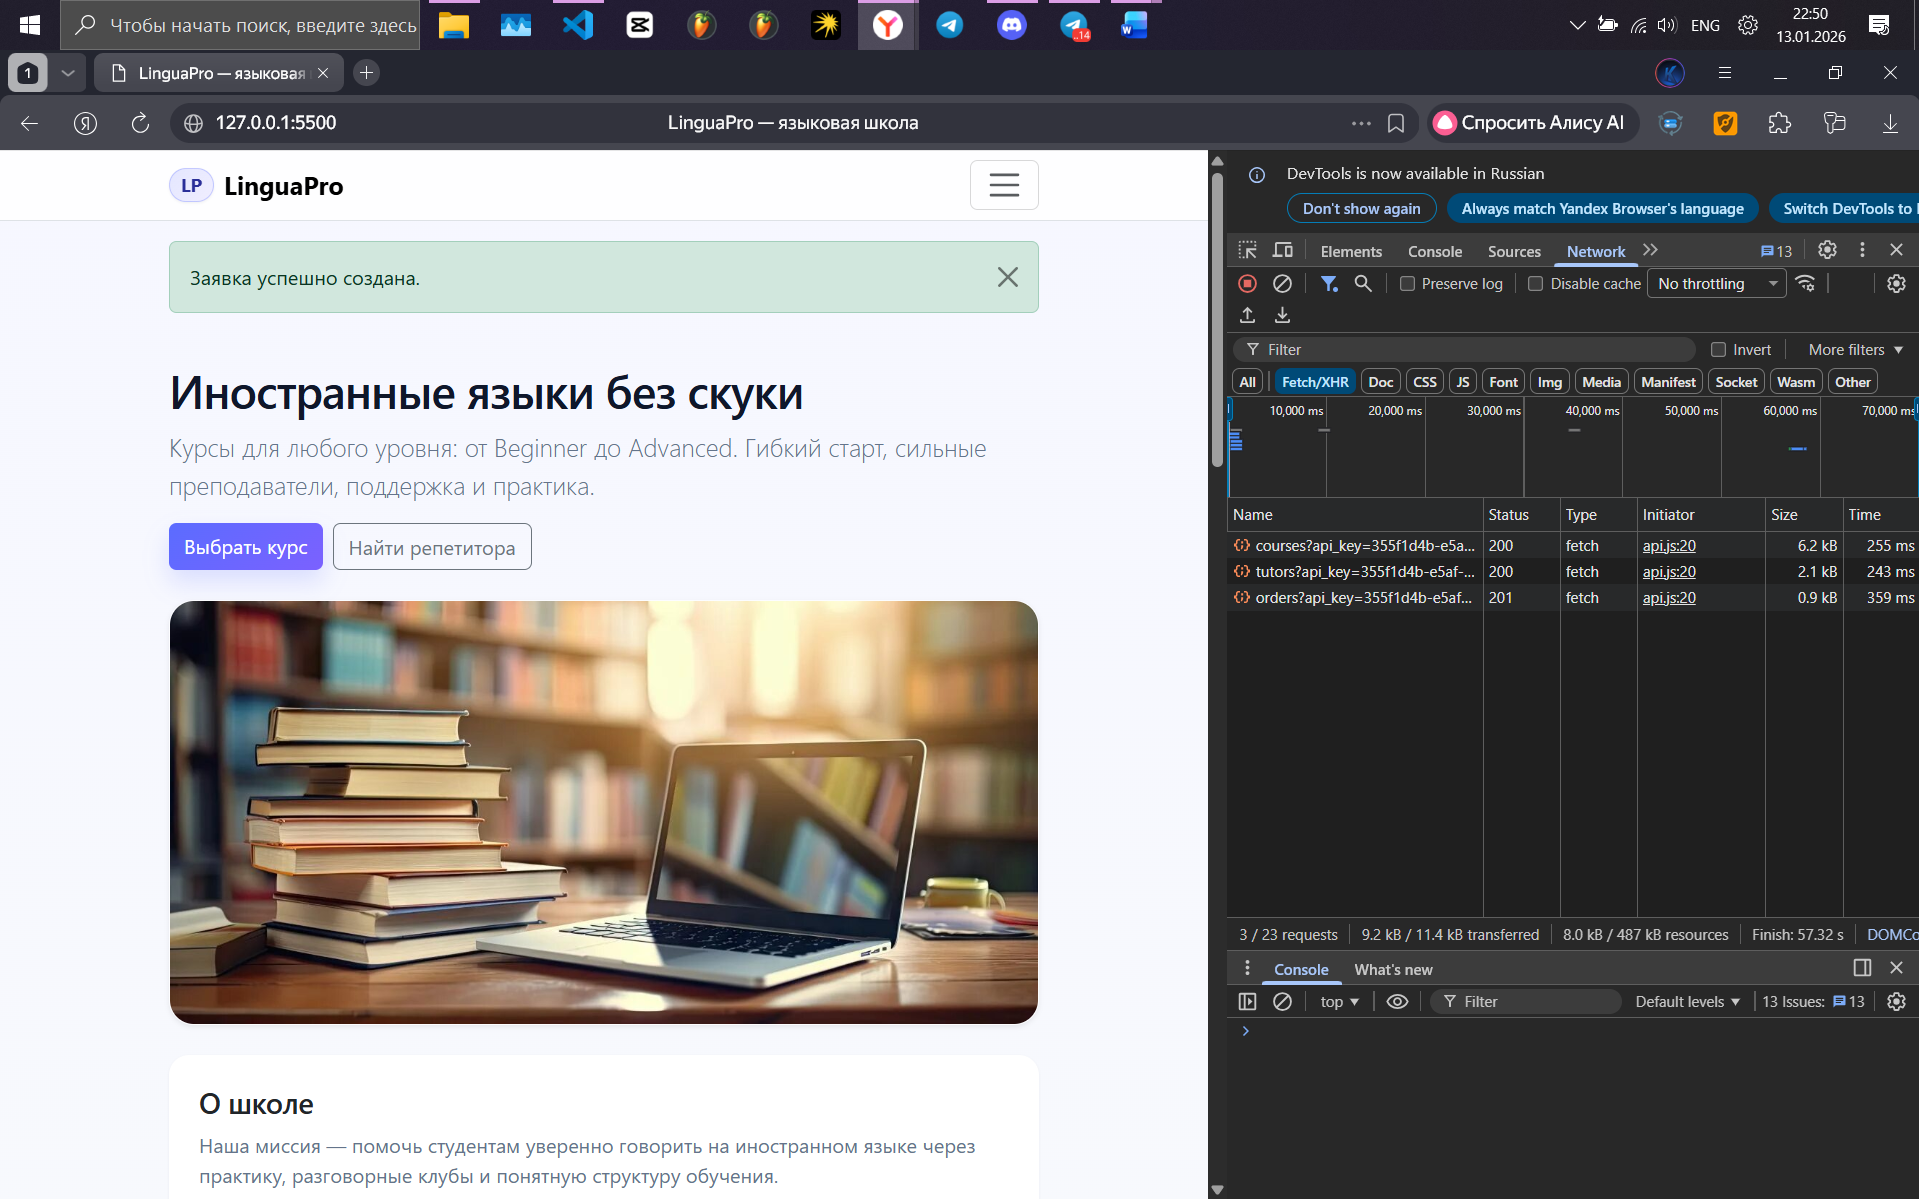 Чтобы начать поиск, введите здесь
..14
ENG
22:50
13.01.2026
1
LinguaPro — языковая
127.0.0.1:5500
LinguaPro — языковая школа
Спросить Алису AI
LP LinguaPro
Заявка успешно создана.
Иностранные языки без скуки
Курсы для любого уровня: от Beginner до Advanced. Гибкий старт, сильные
преподаватели, поддержка и практика.
Выбрать курс
Найти репетитора
О школе
Наша миссия — помочь студентам уверенно говорить на иностранном языке через
практику, разговорные клубы и понятную структуру обучения.
DevTools is now available in Russian
Don't show again
Always match Yandex Browser's language
Switch DevTools to
Elements Console Sources Network 13
Preserve log Disable cache No throttling
Filter Invert More filters
All Fetch/XHR Doc CSS JS Font Img Media Manifest Socket Wasm Other
10,000 ms 20,000 ms 30,000 ms 40,000 ms 50,000 ms 60,000 ms 70,000 ms
Name Status Type Initiator Size Time
courses?api_key=355f1d4b-e5a... 200 fetch api.js:20 6.2 kB 255 ms
tutors?api_key=355f1d4b-e5af-... 200 fetch api.js:20 2.1 kB 243 ms
orders?api_key=355f1d4b-e5af... 201 fetch api.js:20 0.9 kB 359 ms
3 / 23 requests 9.2 kB / 11.4 kB transferred 8.0 kB / 487 kB resources Finish: 57.32 s DOMCo
Console What's new
top Filter Default levels 13 Issues: 13